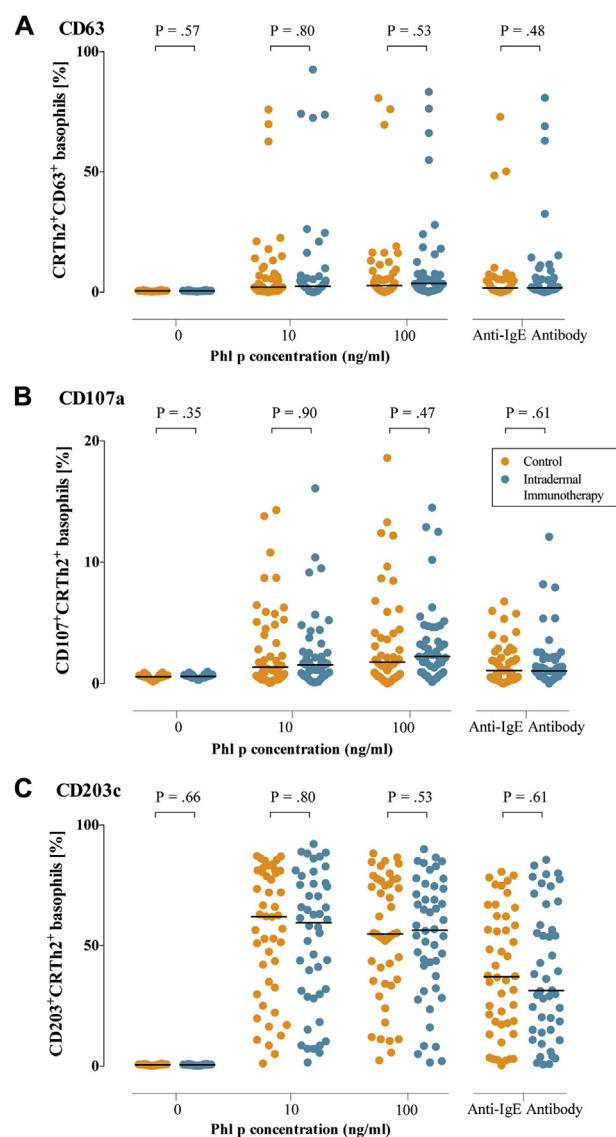 A CD63
P = .57 P = .80 P = .53 P = .48
CRTh2+CD63+ basophils [%]
100
50
0
0 10 100 Anti-IgE Antibody
Phl p concentration (ng/ml)
B CD107a
P = .35 P = .90 P = .47 P = .61
CD107+CRTh2+ basophils [%]
20
10
0
Control
Intradermal
Immunotherapy
0 10 100 Anti-IgE Antibody
Phl p concentration (ng/ml)
C CD203c
P = .66 P = .80 P = .53 P = .61
CD203+CRTh2+ basophils [%]
100
50
0
0 10 100 Anti-IgE Antibody
Phl p concentration (ng/ml)